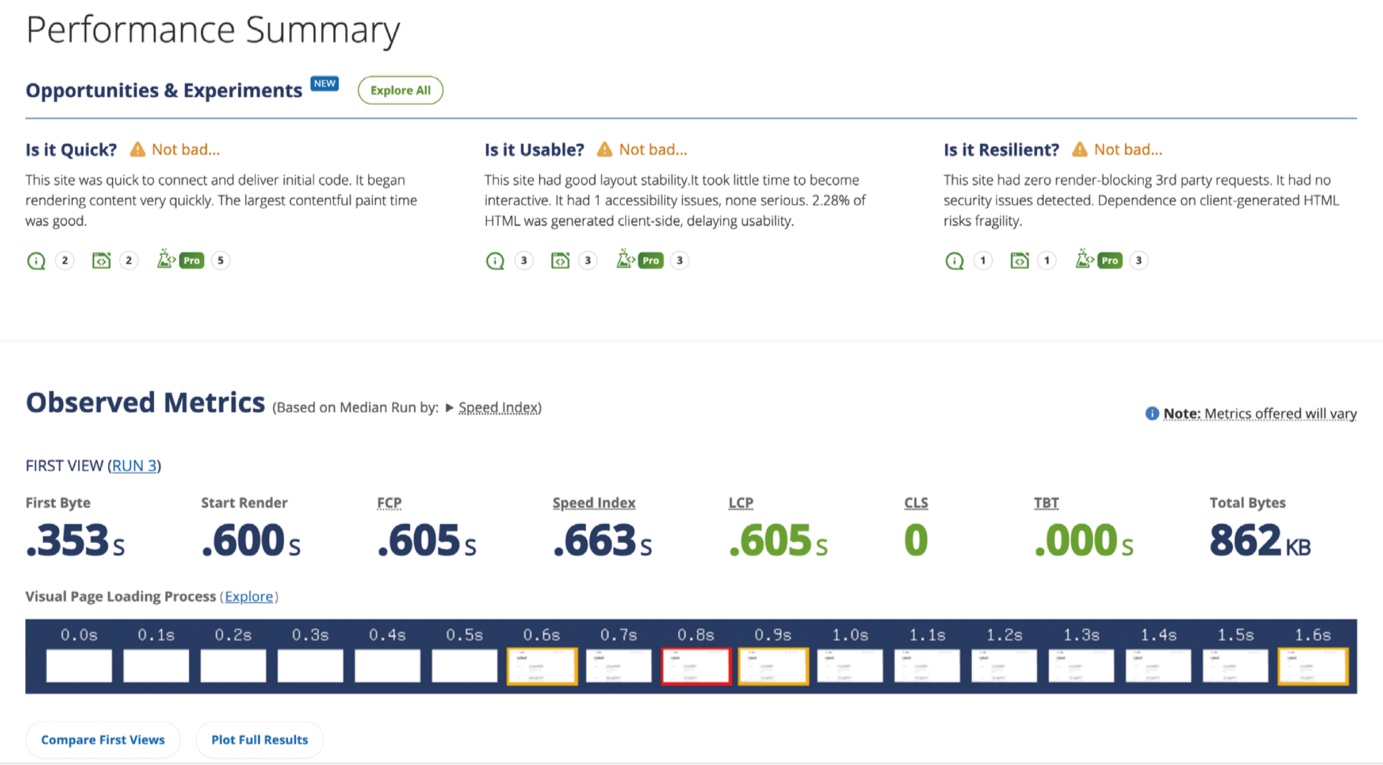 Performance Summary
Opportunities & Experiments NEW Explore All
Is it Quick? Not bad...
This site was quick to connect and deliver initial code. It began
rendering content very quickly. The largest contentful paint time
was good.
2 2 Pro 5
Is it Usable? Not bad...
This site had good layout stability.It took little time to become
interactive. It had 1 accessibility issues, none serious. 2.28% of
HTML was generated client-side, delaying usability.
3 3 Pro 3
Is it Resilient? Not bad...
This site had zero render-blocking 3rd party requests. It had no
security issues detected. Dependence on client-generated HTML
risks fragility.
1 1 Pro 3
Observed Metrics (Based on Median Run by: ▶ Speed Index)
Note: Metrics offered will vary
FIRST VIEW (RUN 3)
First Byte Start Render FCP Speed Index LCP CLS TBT Total Bytes
.353s .600s .605s .663s .605s 0 .000s 862KB
Visual Page Loading Process (Explore)
0.0s 0.1s 0.2s 0.3s 0.4s 0.5s 0.6s 0.7s 0.8s 0.9s 1.0s 1.1s 1.2s 1.3s 1.4s 1.5s 1.6s
Compare First Views Plot Full Results